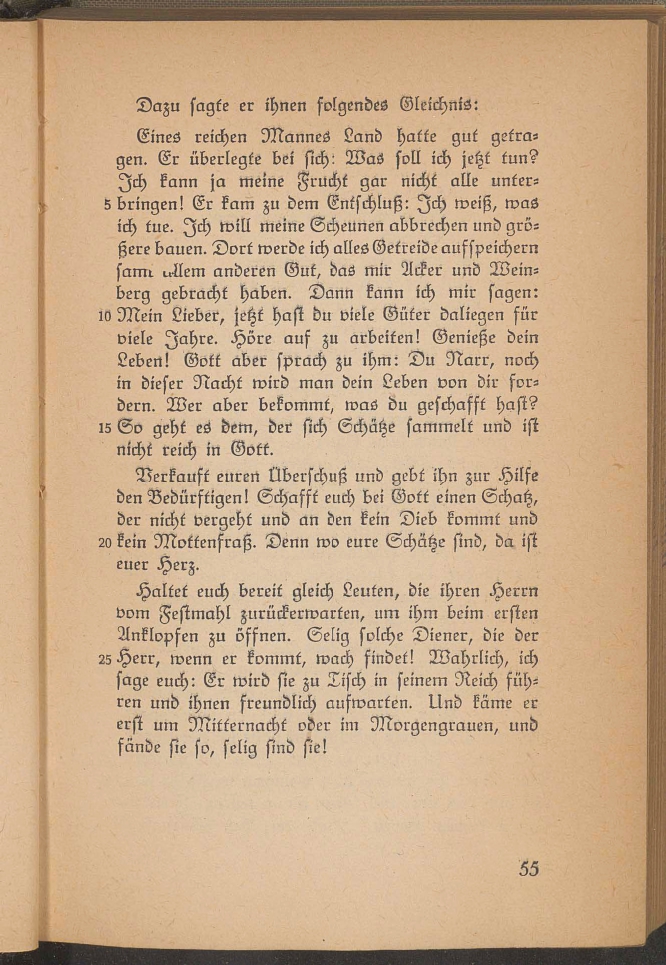 Dazu sagte er ihnen folgendes Gleichnis:
Eines reichen Mannes Land hatte gut getra-
gen. Er überlegte bei sich: Was soll ich jetzt tun?
Ich kann ja meine Frucht gar nicht alle unter-
5 bringen! Er kam zu dem Entschluß: Ich weiß, was
ich tue. Ich will meine Scheunen abbrechen und grö-
ßere bauen. Dort werde ich alles Getreide aufspeichern
samt allem anderen Gut, das mir Acker und Wein-
berg gebracht haben. Dann kann ich mir sagen:
10 Mein Lieber, jetzt hast du viele Güter daliegen für
viele Jahre. Höre auf zu arbeiten! Genieße dein
Leben! Gott aber sprach zu ihm: Du Narr, noch
in dieser Nacht wird man dein Leben von dir for-
dern. Wer aber bekommt, was du geschafft hast?
15 So geht es dem, der sich Schätze sammelt und ist
nicht reich in Gott.
Verkauft euren Überschuß und gebt ihn zur Hilfe
den Bedürftigen! Schafft euch bei Gott einen Schatz,
der nicht vergeht und an den kein Dieb kommt und
20 kein Mottenfraß. Denn wo eure Schätze sind, da ist
euer Herz.
Haltet euch bereit gleich Leuten, die ihren Herrn
vom Festmahl zurückerwarten, um ihm beim ersten
Anklopfen zu öffnen. Selig solche Diener, die der
25 Herr, wenn er kommt, wach findet! Wahrlich, ich
sage euch: Er wird sie zu Tisch in seinem Reich füh-
ren und ihnen freundlich aufwarten. Und käme er
erst um Mitternacht oder im Morgengrauen, und
fände sie so, selig sind sie!
55